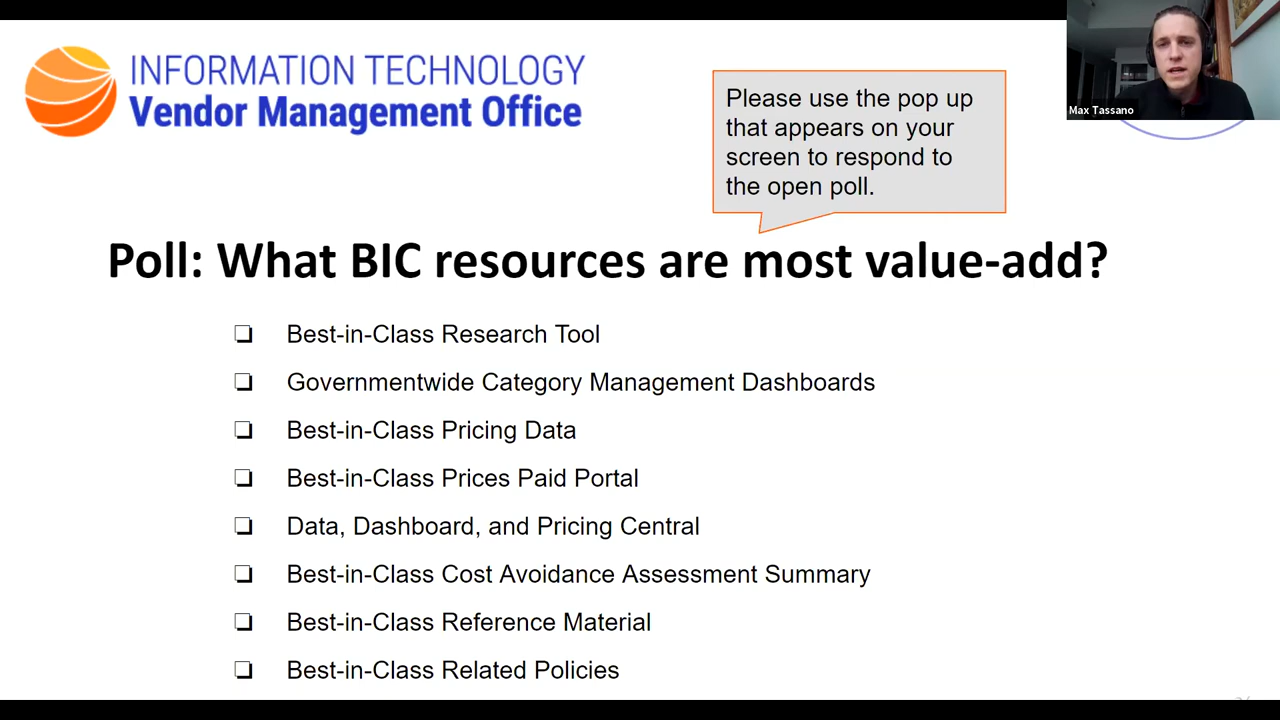 INFORMATION TECHNOLOGY
Vendor Management Office
Please use the pop up
that appears on your
screen to respond to
the open poll.
Max Tassano
Poll: What BIC resources are most value-add?
Best-in-Class Research Tool
Governmentwide Category Management Dashboards
Best-in-Class Pricing Data
Best-in-Class Prices Paid Portal
Data, Dashboard, and Pricing Central
Best-in-Class Cost Avoidance Assessment Summary
Best-in-Class Reference Material
Best-in-Class Related Policies